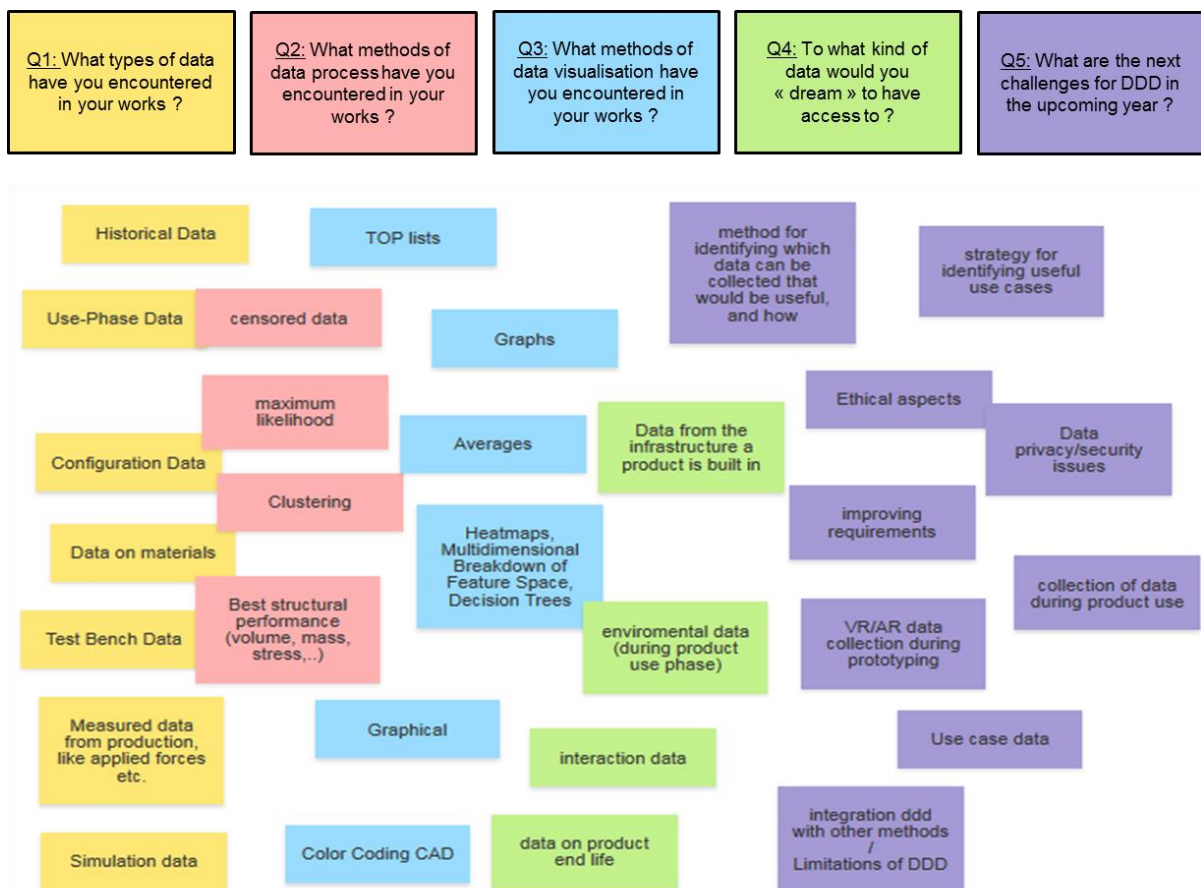 Q1: What types of data
have you encountered
in your works ?
Q2: What methods of
data process have you
encountered in your
works ?
Q3: What methods of
data visualisation have
you encountered in
your works ?
Q4: To what kind of
data would you
« dream » to have
access to ?
Q5: What are the next
challenges for DDD in
the upcoming year ?
Historical Data
Use-Phase Data
Configuration Data
Data on materials
Test Bench Data
Measured data
from production,
like applied forces
etc.
Simulation data
censored data
maximum
likelihood
Clustering
Best structural
performance
(volume, mass,
stress,..)
TOP lists
Graphs
Averages
Heatmaps,
Multidimensional
Breakdown of
Feature Space,
Decision Trees
Graphical
Color Coding CAD
Data from the
infrastructure a
product is built in
enviromental data
(during product
use phase)
interaction data
data on product
end life
method for
identifying which
data can be
collected that
would be useful,
and how
strategy for
identifying useful
use cases
Ethical aspects
Data
privacy/security
issues
improving
requirements
collection of data
during product use
VR/AR data
collection during
prototyping
Use case data
integration ddd
with other methods
/
Limitations of DDD